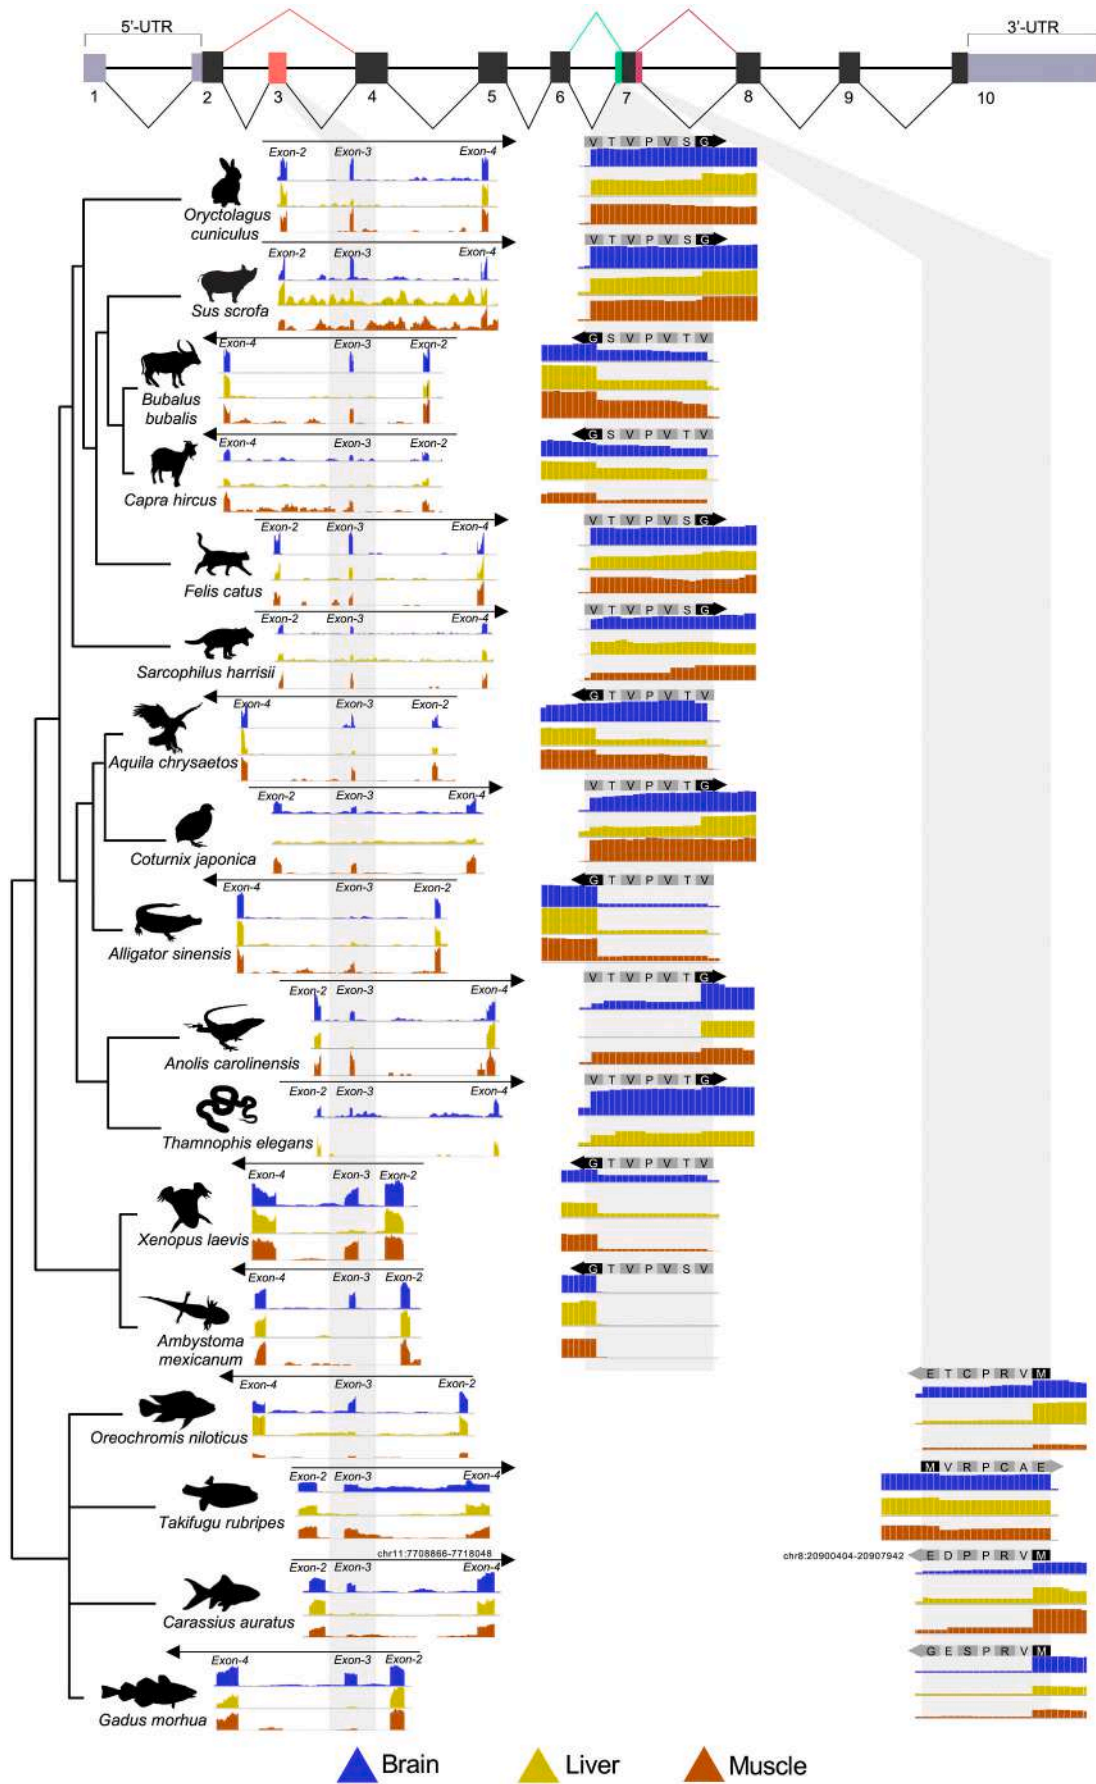 5'-UTR
3'-UTR
1 2 3 4 5 6 7 8 9 10
Exon-2 Exon-3 Exon-4
V T V P V S G
Oryctolagus
cuniculus
Exon-2 Exon-3 Exon-4
V T V P V S G
Sus scrofa
Exon-4 Exon-3 Exon-2
G S V P V T V
Bubalus
bubalis
Exon-4 Exon-3 Exon-2
G S V P V T V
Capra hircus
Exon-2 Exon-3 Exon-4
V T V P V S G
Felis catus
Exon-2 Exon-3 Exon-4
V T V P V S G
Sarcophilus harrisii
Exon-4 Exon-3 Exon-2
G T V P V T V
Aquila chrysaetos
Exon-2 Exon-3 Exon-4
V T V P V T G
Coturnix japonica
Exon-4 Exon-3 Exon-2
G T V P V T V
Alligator sinensis
Exon-2 Exon-3 Exon-4
V T V P V T G
Anolis carolinensis
Exon-2 Exon-3 Exon-4
V T V P V T G
Thamnophis elegans
Exon-4 Exon-3 Exon-2
G T V P V T V
Xenopus laevis
Exon-4 Exon-3 Exon-2
G T V P V S V
Ambystoma
mexicanum
Exon-4 Exon-3 Exon-2
E T C P R V M
Oreochromis niloticus
Exon-2 Exon-3 Exon-4
M V R P C A E
Takifugu rubripes
chr11:7708866-7718048
chr8:20900404-20907942
E D P P R V M
Exon-2 Exon-3 Exon-4
Carassius auratus
Exon-4 Exon-3 Exon-2
G E S P R V M
Gadus morhua
Brain Liver Muscle